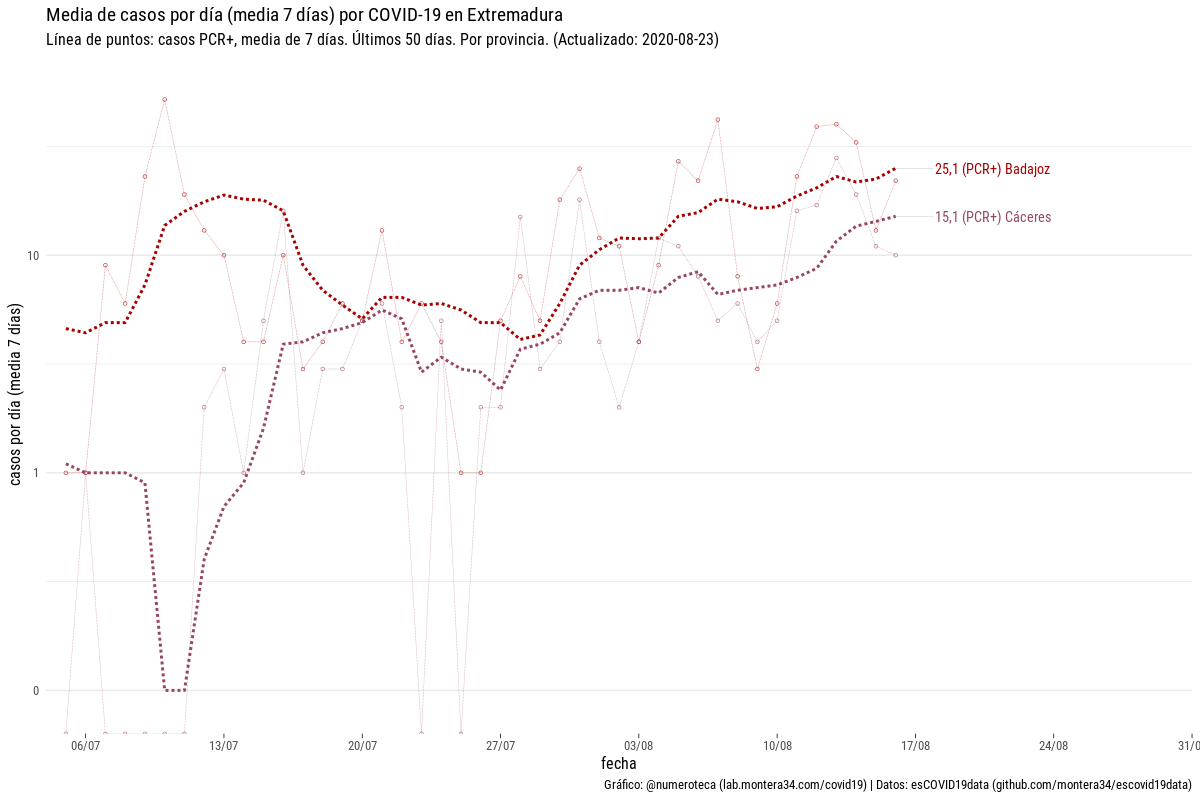 Media de casos por día (media 7 días) por COVID-19 en Extremadura
Línea de puntos: casos PCR+, media de 7 días. Últimos 50 días. Por provincia. (Actualizado: 2020-08-23)
casos por día (media 7 días)
10
1
0
25,1 (PCR+) Badajoz
15,1 (PCR+) Cáceres
06/07
13/07
20/07
27/07
03/08
10/08
17/08
24/08
31/0
fecha
Gráfico: @numeroteca (lab.montera34.com/covid19) | Datos: esCOVID19data (github.com/montera34/escovid19data)